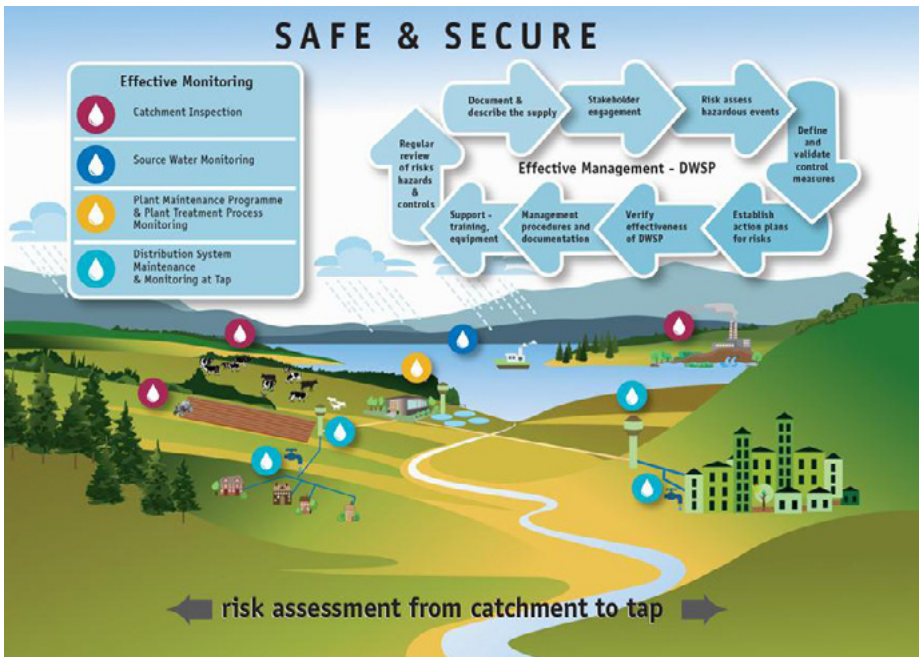 SAFE & SECURE
Effective Monitoring
Catchment Inspection
Source Water Monitoring
Plant Maintenance Programme
& Plant Treatment Process
Monitoring
Distribution System
Maintenance
& Monitoring at Tap
Document &
describe the supply
Stakeholder
engagement
Risk assess
hazardous events
Define
and
validate
control
measures
Effective Management - DWSP
Establish
action plans
for risks
Verify
effectiveness
of DWSP
Management
procedures and
documentation
Support -
training,
equipment
Regular
review
of risks
hazards
&
controls
risk assessment from catchment to tap